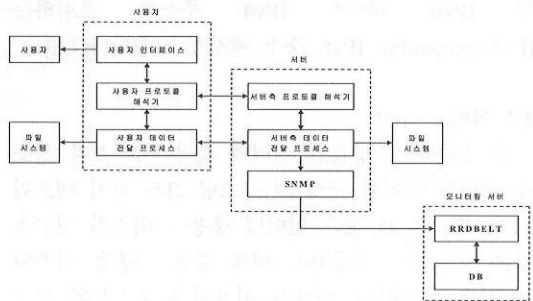 사용자
사용자
사용자 인터페이스
서버
사용자 프로토콜
해석기
서버측 프로토콜
해석기
파일
시스템
사용자 데이터
전달 프로세스
서버측 데이터
전달 프로세스
파일
시스템
SNMP
모니터링 서버
RRDBELT
DB